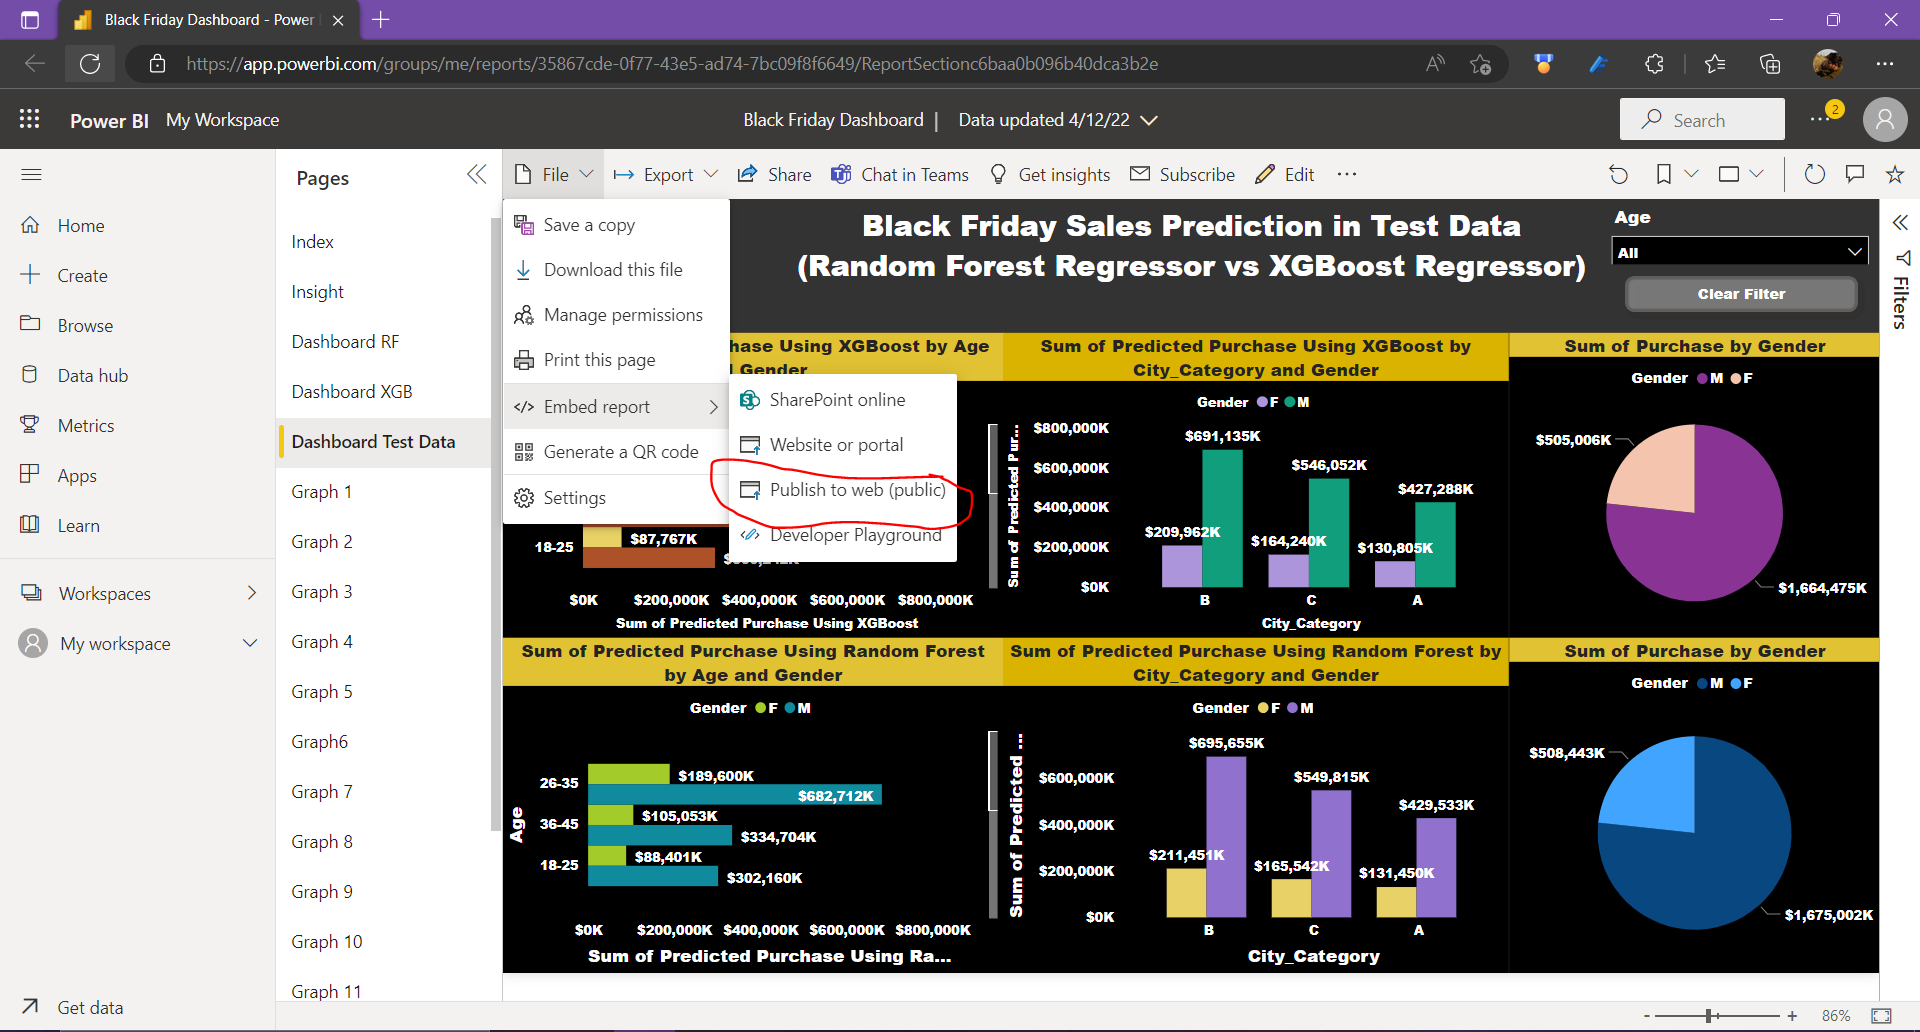 Black Friday Dashboard - Power
https://app.powerbi.com/groups/me/reports/35867cde-0f77-43e5-ad74-7bc09f8f6649/ReportSectionc6baa0b096b40dca3b2e
Power BI My Workspace
Black Friday Dashboard | Data updated 4/12/22
Search
2
Home
Create
Browse
Data hub
Metrics
Apps
Learn
Workspaces
My workspace
Get data
Pages
Index
Insight
Dashboard RF
Dashboard XGB
Dashboard Test Data
Graph 1
Graph 2
Graph 3
Graph 4
Graph 5
Graph6
Graph 7
Graph 8
Graph 9
Graph 10
Graph 11
File Export Share Chat in Teams Get insights Subscribe Edit
Save a copy
Download this file
Manage permissions
Print this page
Embed report
Generate a QR code
Settings
SharePoint online
Website or portal
Publish to web (public)
Developer Playground
Black Friday Sales Prediction in Test Data
(Random Forest Regressor vs XGBoost Regressor)
Age
All
Clear Filter
Filters
hase Using XGBoost by Age
Gender
18-25
$87,767K
$0K $200,000K $400,000K $600,000K $800,000K
Sum of Predicted Purchase Using XGBoost
Sum of Predicted Purchase Using XGBoost by
City_Category and Gender
Gender F M
Sum of Predicted Pur...
$800,000K
$600,000K
$400,000K
$200,000K
$0K
$691,135K
$546,052K
$427,288K
$209,962K
$164,240K
$130,805K
B C A
City_Category
Sum of Purchase by Gender
Gender M F
$505,006K
$1,664,475K
Sum of Predicted Purchase Using Random Forest
by Age and Gender
Gender F M
Age
26-35
36-45
18-25
$189,600K
$682,712K
$105,053K
$334,704K
$88,401K
$302,160K
$0K $200,000K $400,000K $600,000K $800,000K
Sum of Predicted Purchase Using Ra...
Sum of Predicted Purchase Using Random Forest by
City_Category and Gender
Gender F M
Sum of Predicted ...
$600,000K
$400,000K
$200,000K
$0K
$695,655K
$549,815K
$429,533K
$211,451K
$165,542K
$131,450K
B C A
City_Category
Sum of Purchase by Gender
Gender M F
$508,443K
$1,675,002K
- + 86%